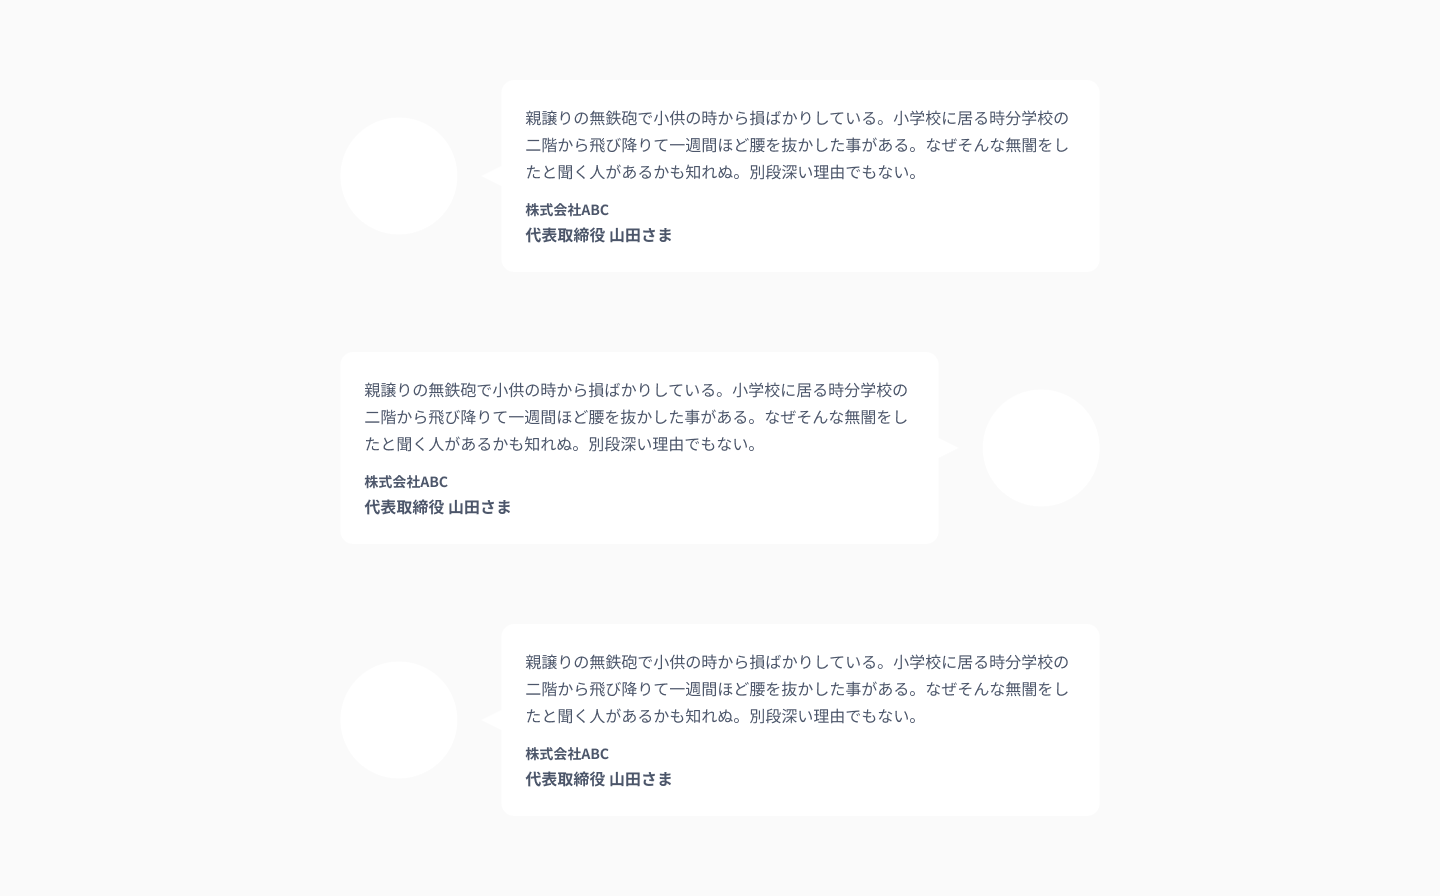 親譲りの無鉄砲で小供の時から損ばかりしている。小学校に居る時分学校の
二階から飛び降りて一週間ほど腰を抜かした事がある。なぜそんな無闇をし
たと聞く人があるかも知れぬ。別段深い理由でもない。
株式会社ABC
代表取締役 山田さま
親譲りの無鉄砲で小供の時から損ばかりしている。小学校に居る時分学校の
二階から飛び降りて一週間ほど腰を抜かした事がある。なぜそんな無闇をし
たと聞く人があるかも知れぬ。別段深い理由でもない。
株式会社ABC
代表取締役 山田さま
親譲りの無鉄砲で小供の時から損ばかりしている。小学校に居る時分学校の
二階から飛び降りて一週間ほど腰を抜かした事がある。なぜそんな無闇をし
たと聞く人があるかも知れぬ。別段深い理由でもない。
株式会社ABC
代表取締役 山田さま